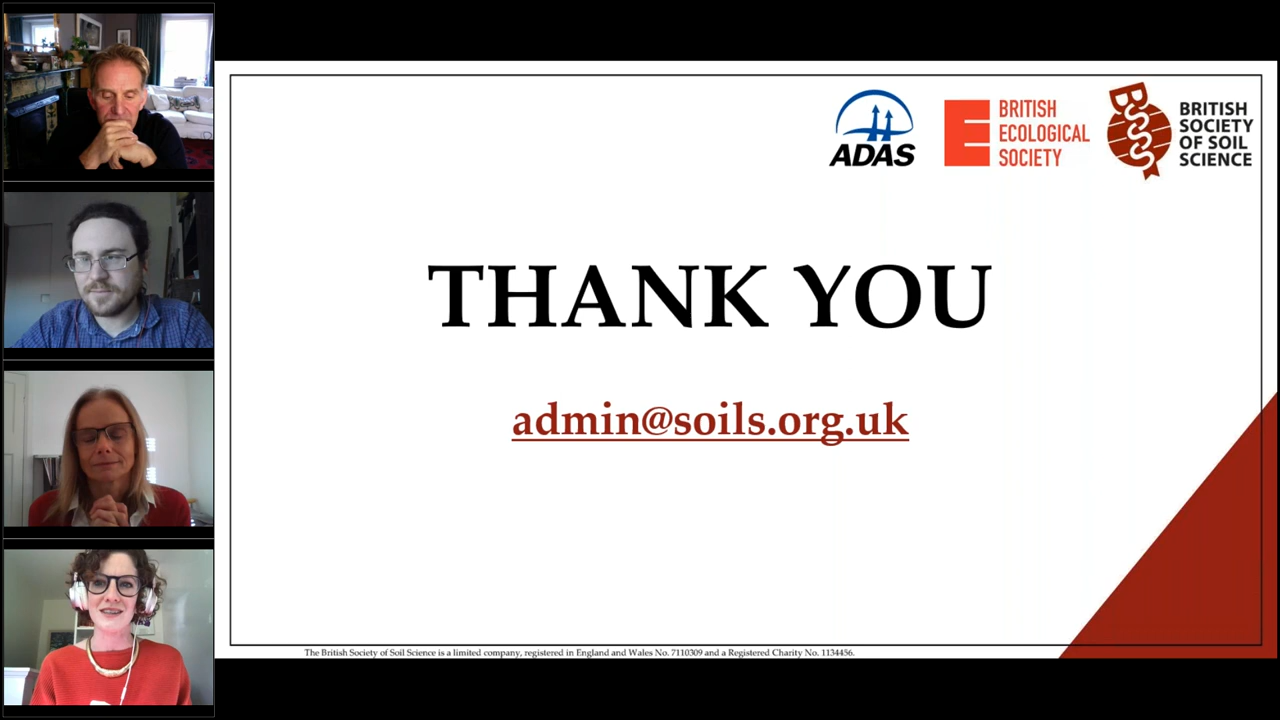 ADAS
BRITISH
ECOLOGICAL
SOCIETY
BSSS
BRITISH
SOCIETY
OF SOIL
SCIENCE
THANK YOU
admin@soils.org.uk
The British Society of Soil Science is a limited company, registered in England and Wales No. 7110309 and a Registered Charity No. 1134456.